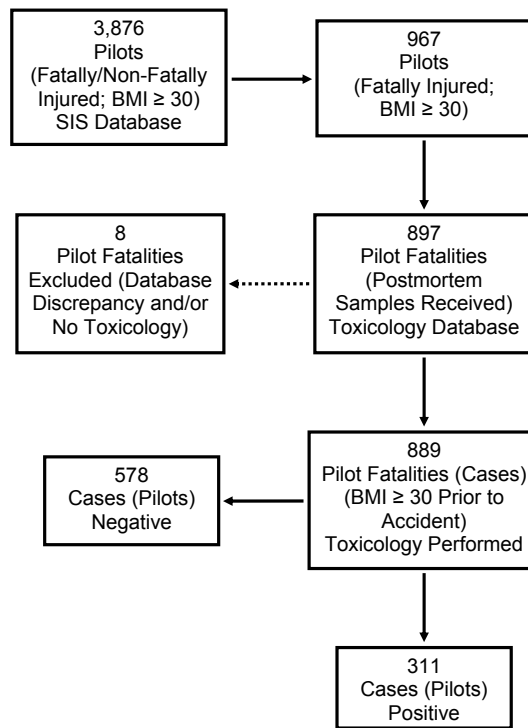 3,876
Pilots
(Fatally/Non-Fatally
Injured; BMI ≥ 30)
SIS Database
967
Pilots
(Fatally Injured;
BMI ≥ 30)
8
Pilot Fatalities
Excluded (Database
Discrepancy and/or
No Toxicology)
897
Pilot Fatalities
(Postmortem
Samples Received)
Toxicology Database
578
Cases (Pilots)
Negative
889
Pilot Fatalities (Cases)
(BMI ≥ 30 Prior to
Accident)
Toxicology Performed
311
Cases (Pilots)
Positive